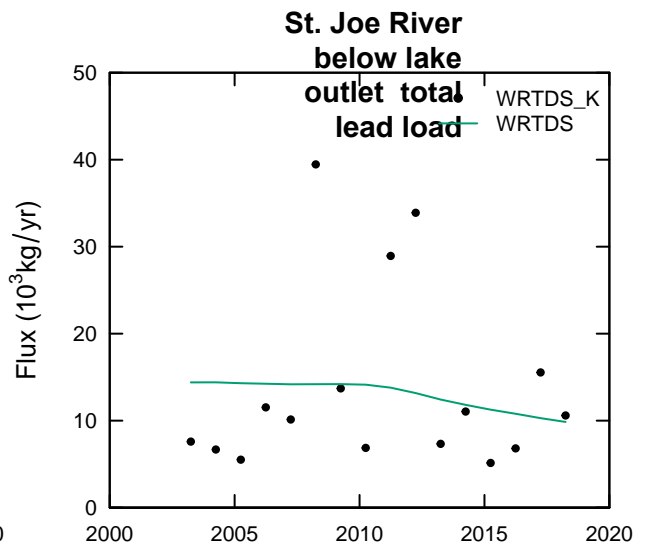 St. Joe River
below lake
outlet total
lead load
WRTDS_K
WRTDS
50
40
30
20
10
0
Flux (10³kg/yr)
0
2000
2005
2010
2015
2020